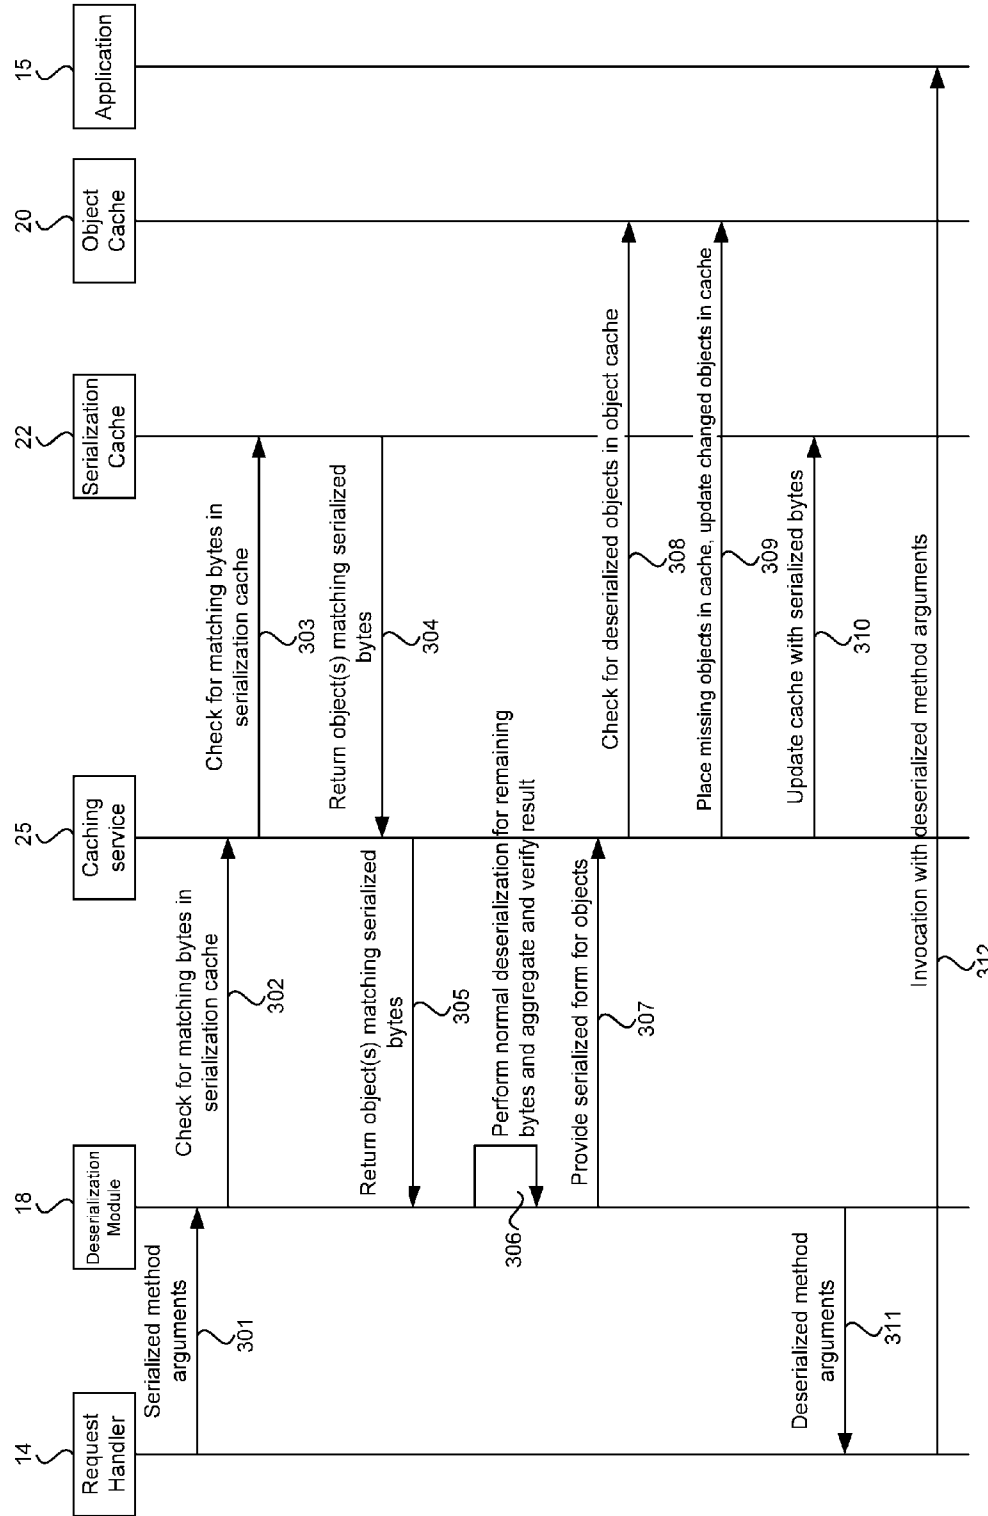 14
Request
Handler
18
Deserialization
Module
25
Caching
service
22
Serialization
Cache
20
Object
Cache
15
Application
Serialized method
arguments
301
Check for matching bytes in
serialization cache
302
Check for matching bytes in
serialization cache
303
Return object(s) matching serialized
bytes
304
Return object(s) matching serialized
bytes
305
Perform normal deserialization for remaining
bytes and aggregate and verify result
306
Provide serialized form for objects
307
Check for deserialized objects in object cache
308
Place missing objects in cache, update changed objects in cache
309
Update cache with serialized bytes
310
Deserialized method
arguments
311
Invocation with deserialized method arguments
312